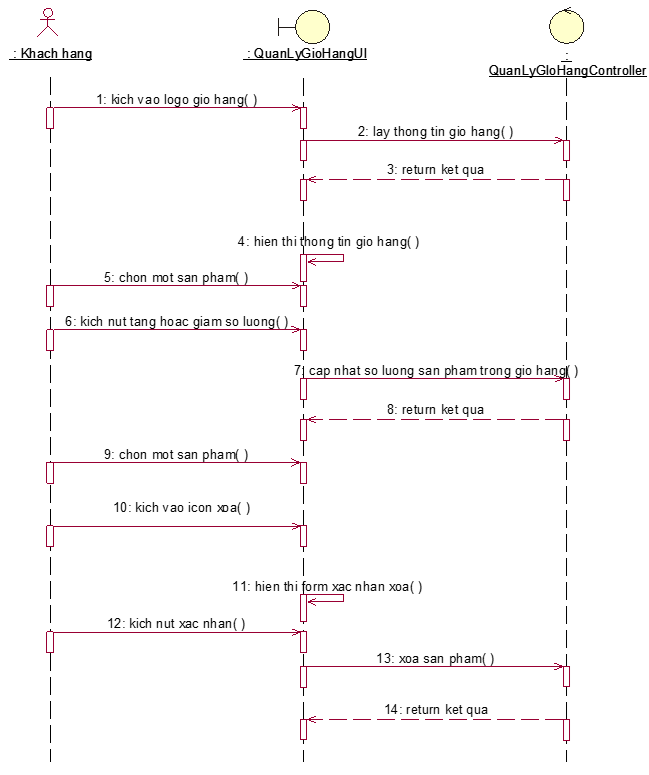 : Khach hang
: QuanLyGioHangUI
:
QuanLyGIoHangController
1: kich vao logo gio hang( )
2: lay thong tin gio hang( )
3: return ket qua
4: hien thi thong tin gio hang( )
5: chon mot san pham( )
6: kich nut tang hoac giam so luong( )
7: cap nhat so luong san pham trong gio hang( )
8: return ket qua
9: chon mot san pham( )
10: kich vao icon xoa( )
11: hien thi form xac nhan xoa( )
12: kich nut xac nhan( )
13: xoa san pham( )
14: return ket qua